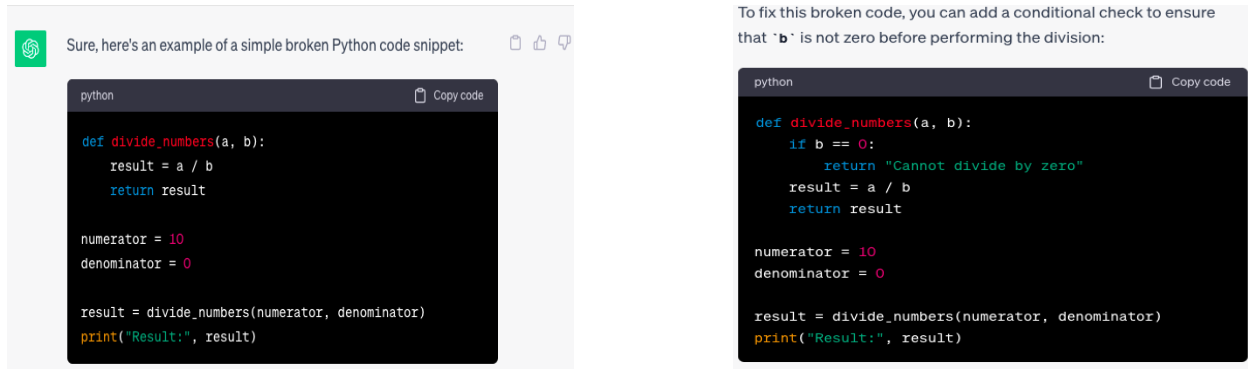 Sure, here's an example of a simple broken Python code snippet:
python
Copy code
def divide_numbers(a, b):
    result = a / b
    return result
numerator = 10
denominator = 0
result = divide_numbers(numerator, denominator)
print("Result:", result)
To fix this broken code, you can add a conditional check to ensure
that `b` is not zero before performing the division:
python
Copy code
def divide_numbers(a, b):
    if b == 0:
        return "Cannot divide by zero"
    result = a / b
    return result
numerator = 10
denominator = 0
result = divide_numbers(numerator, denominator)
print("Result:", result)